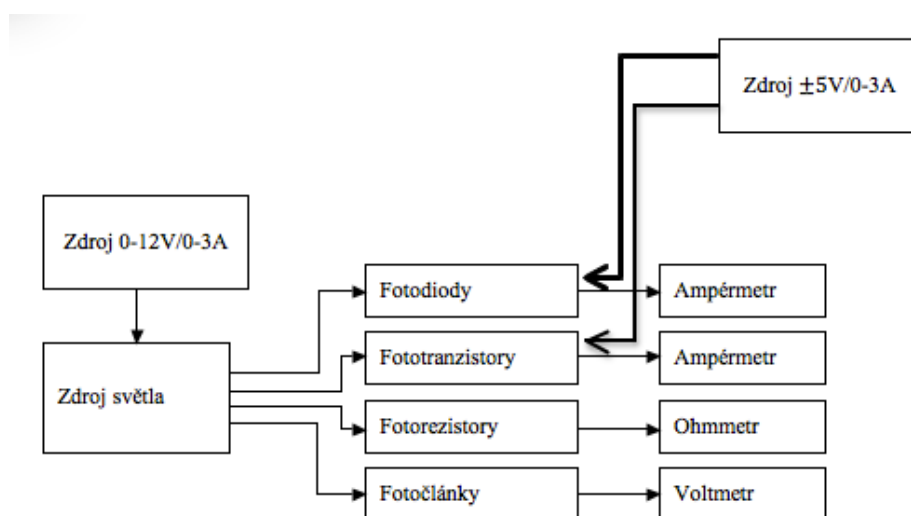 Zdroj ±5V/0-3A
Zdroj 0-12V/0-3A
Fotodiody
Ampérmetr
Fototranzistory
Ampérmetr
Zdroj světla
Fotorezistory
Ohmmetr
Fotočlánky
Voltmetr